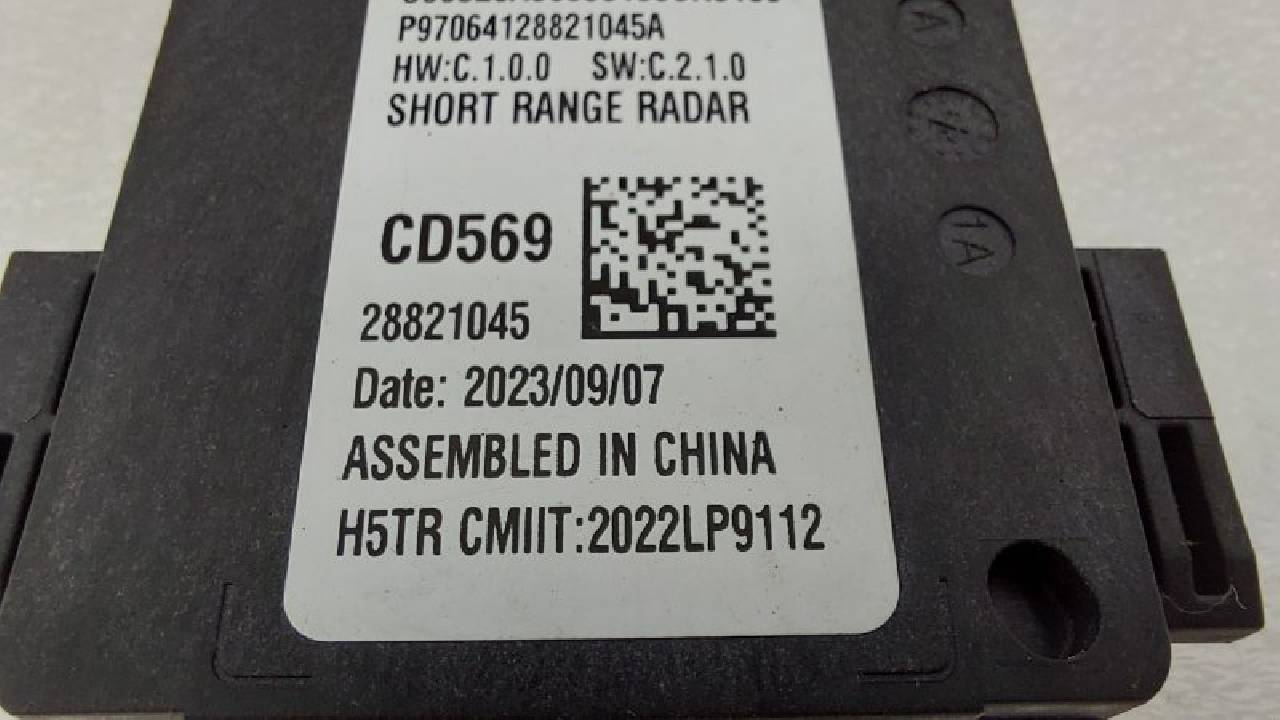 P97064128821045A
HW:C.1.0.0 SW:C.2.1.0
SHORT RANGE RADAR
CD569
28821045
Date: 2023/09/07
ASSEMBLED IN CHINA
H5TR CMIIT:2022LP9112
A
1A